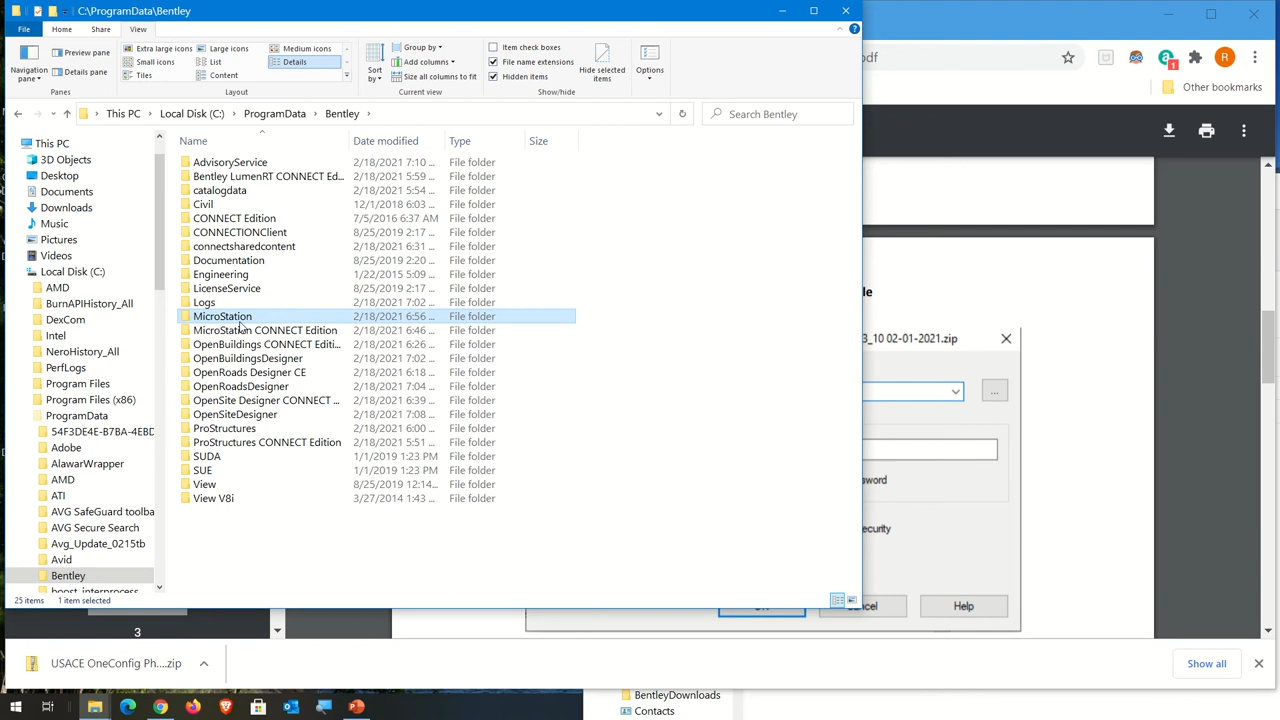 C:\ProgramData\Bentley
File Home Share View
Navigation pane
Preview pane
Details pane
Panes
Extra large icons Large icons Medium icons
Small icons List Details
Tiles Content
Layout
Sort by
Group by
Add columns
Size all columns to fit
Current view
Item check boxes
File name extensions
Hidden items
Hide selected items
Show/hide
Options
This PC Local Disk (C:) ProgramData Bentley
Search Bentley
Name Date modified Type Size
This PC
3D Objects
Desktop
Documents
Downloads
Music
Pictures
Videos
Local Disk (C:)
AMD
BurnAPIHistory_All
DexCom
Intel
NeroHistory_All
PerfLogs
Program Files
Program Files (x86)
ProgramData
54F3DE4E-B7BA-4EBD
Adobe
AlawarWrapper
AMD
ATI
AVG SafeGuard toolba
AVG Secure Search
Avg_Update_0215tb
Avid
Bentley
boost_interprocess
AdvisoryService 2/18/2021 7:10 ... File folder
Bentley LumenRT CONNECT Ed... 2/18/2021 5:59 ... File folder
catalogdata 2/18/2021 5:54 ... File folder
Civil 12/1/2018 6:03 ... File folder
CONNECT Edition 7/5/2016 6:37 AM File folder
CONNECTIONClient 8/25/2019 2:17 ... File folder
connectsharedcontent 2/18/2021 6:31 ... File folder
Documentation 8/25/2019 2:20 ... File folder
Engineering 1/22/2015 5:09 ... File folder
LicenseService 8/25/2019 2:17 ... File folder
Logs 2/18/2021 7:02 ... File folder
MicroStation 2/18/2021 6:56 ... File folder
MicroStation CONNECT Edition 2/18/2021 6:46 ... File folder
OpenBuildings CONNECT Editi... 2/18/2021 6:26 ... File folder
OpenBuildingsDesigner 2/18/2021 7:02 ... File folder
OpenRoads Designer CE 2/18/2021 6:18 ... File folder
OpenRoadsDesigner 2/18/2021 7:04 ... File folder
OpenSite Designer CONNECT ... 2/18/2021 6:39 ... File folder
OpenSiteDesigner 2/18/2021 7:08 ... File folder
ProStructures 2/18/2021 6:00 ... File folder
ProStructures CONNECT Edition 2/18/2021 5:51 ... File folder
SUDA 1/1/2019 1:23 PM File folder
SUE 1/1/2019 1:23 PM File folder
View 8/25/2019 12:14... File folder
View V8i 3/27/2014 1:43 ... File folder
25 items 1 item selected
df
1
R
Other bookmarks
le
3_10 02-01-2021.zip
...
sword
ecurity
ncel Help
3
USACE OneConfig Ph....zip
Show all
BentleyDownloads
Contacts